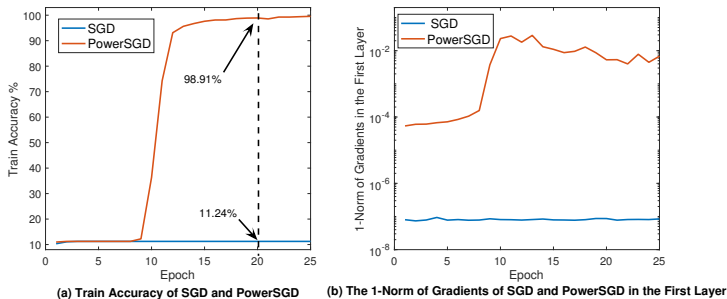 SGD
PowerSGD
98.91%
11.24%
Train Accuracy %
100
90
80
70
60
50
40
30
20
10
0 5 10 15 20 25
Epoch
(a) Train Accuracy of SGD and PowerSGD
SGD
PowerSGD
1-Norm of Gradients in the First Layer
10^-2
10^-4
10^-6
10^-8
0 5 10 15 20 25
Epoch
(b) The 1-Norm of Gradients of SGD and PowerSGD in the First Layer